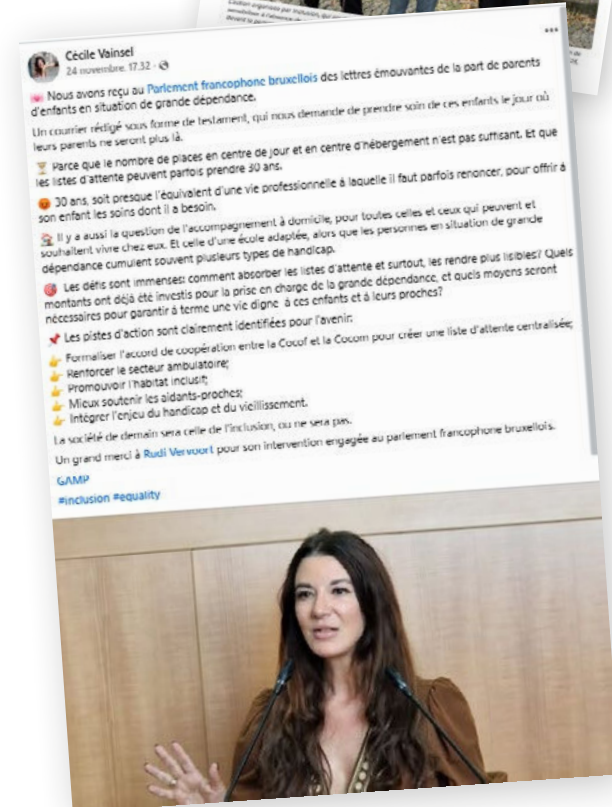 Cécile Vainsel
24 novembre, 17:32
💌 Nous avons reçu au Parlement francophone bruxellois des lettres émouvantes de la part de parents
d'enfants en situation de grande dépendance.
Un courrier rédigé sous forme de testament, qui nous demande de prendre soin de ces enfants le jour où
leurs parents ne seront plus là.
⏳ Parce que le nombre de places en centre de jour et en centre d'hébergement n'est pas suffisant. Et que
les listes d'attente peuvent parfois prendre 30 ans.
😡 30 ans, soit presque l'équivalent d'une vie professionnelle à laquelle il faut parfois renoncer, pour offrir à
son enfant les soins dont il a besoin.
🏠 Il y a aussi la question de l'accompagnement à domicile, pour toutes celles et ceux qui peuvent et
souhaitent vivre chez eux. Et celle d'une école adaptée, alors que les personnes en situation de grande
dépendance cumulent souvent plusieurs types de handicap.
🎯 Les défis sont immenses: comment absorber les listes d'attente et surtout, les rendre plus lisibles? Quels
montants ont déjà été investis pour la prise en charge de la grande dépendance, et quels moyens seront
nécessaires pour garantir à terme une vie digne à ces enfants et à leurs proches?
📌 Les pistes d'action sont clairement identifiées pour l'avenir:
👉 Formaliser l'accord de coopération entre la Cocof et la Cocom pour créer une liste d'attente centralisée;
👉 Renforcer le secteur ambulatoire;
👉 Promouvoir l'habitat inclusif;
👉 Mieux soutenir les aidants-proches;
👉 Intégrer l'enjeu du handicap et du vieillissement.
La société de demain sera celle de l'inclusion, ou ne sera pas.
Un grand merci à Rudi Vervoort pour son intervention engagée au parlement francophone bruxellois.
GAMP
#inclusion #equality